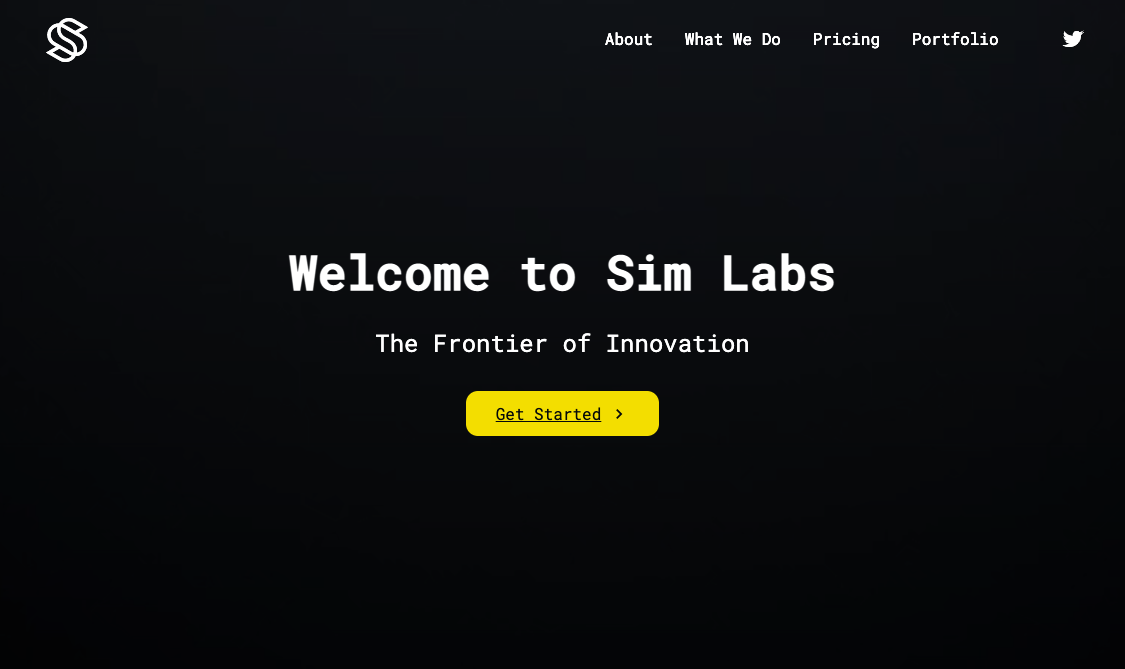 About What We Do Pricing Portfolio
Welcome to Sim Labs
The Frontier of Innovation
Get Started